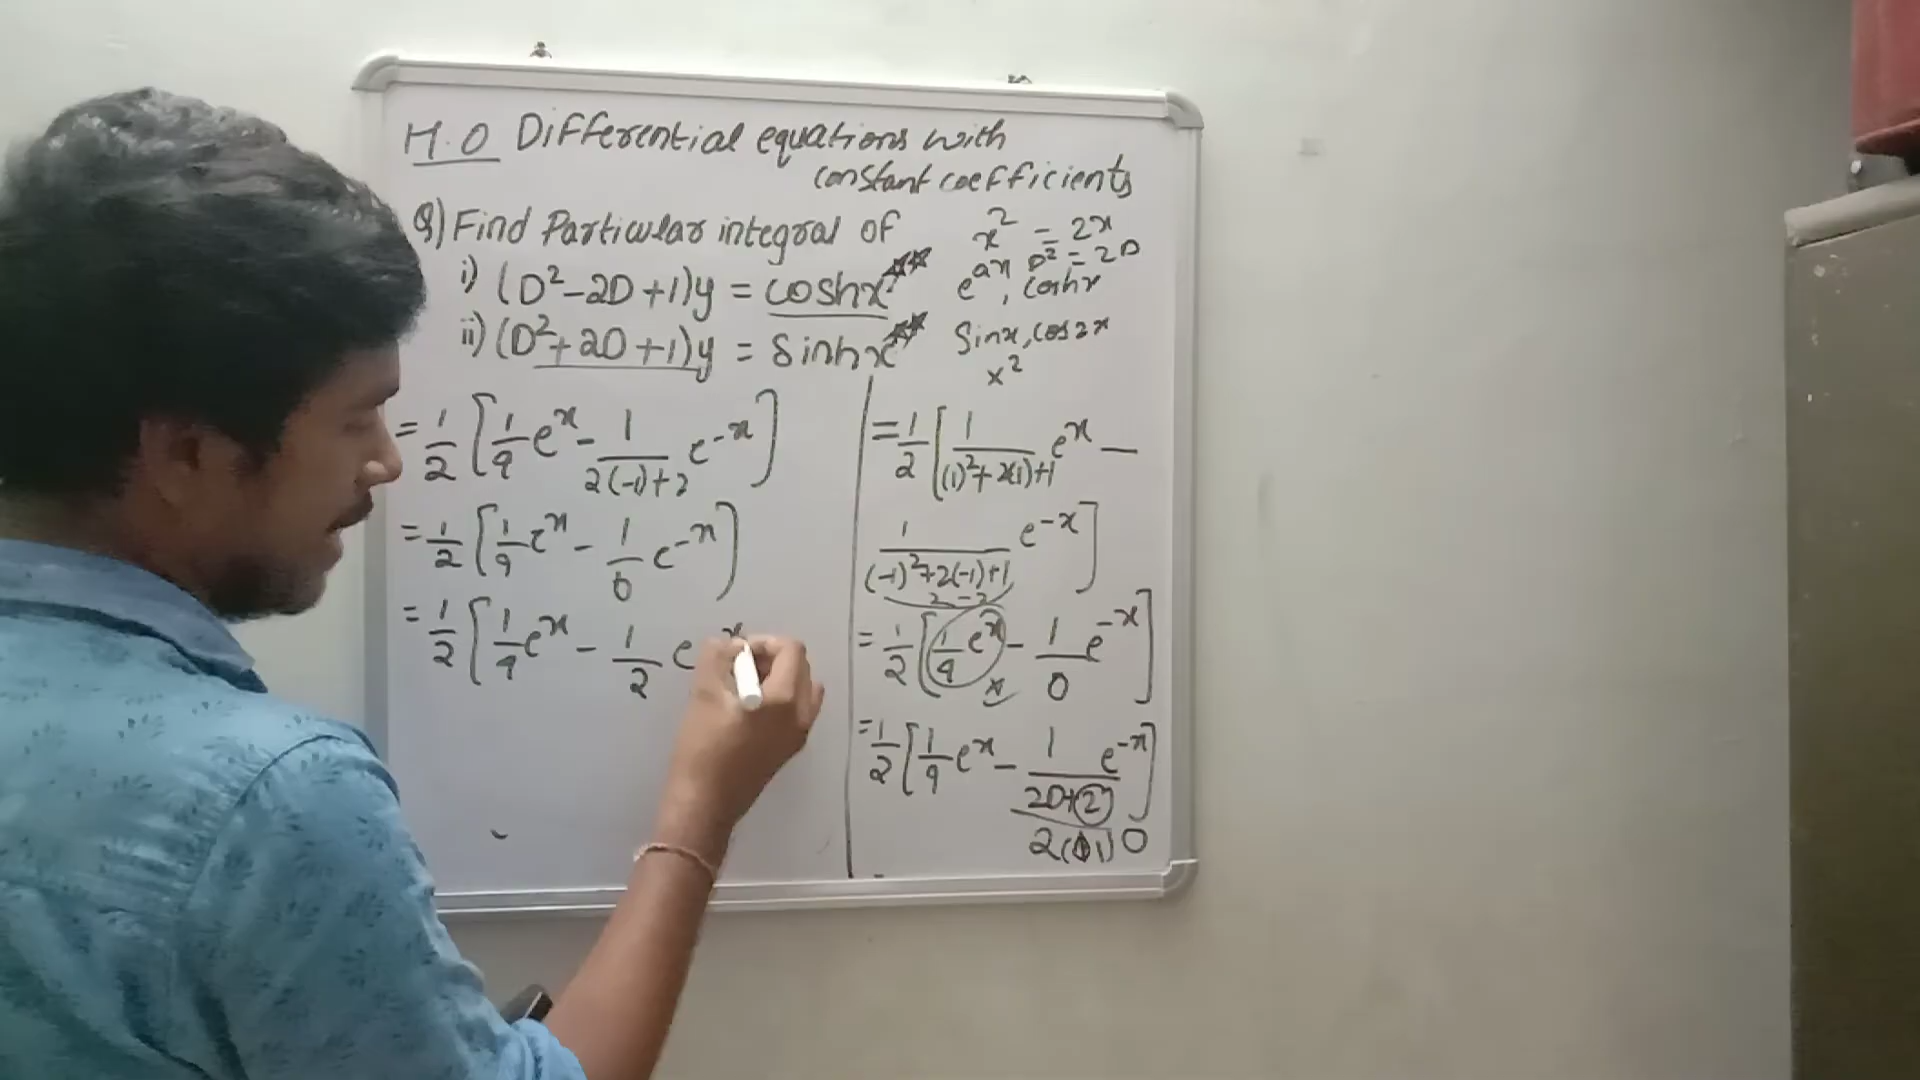 H.O Differential equations with
constant coefficients
Q) Find Particular integral of
i) (D²-2D+1)y = coshx
ii) (D²+2D+1)y = Sinhx
x² = 2x
D² = 2D
e^ax, coshx
Sinx, cos2x
x²
= 1/2 [1/4 e^x - 1/(2(-1)+2) e^-x]
= 1/2 [1/4 e^x - 1/0 e^-x]
= 1/2 [1/4 e^x - 1/2 e
= 1/2 [1/((1)²+2(1)+1) e^x -
1/((-1)²+2(-1)+1) e^-x]
2-2
= 1/2 [1/4 e^x - 1/0 e^-x]
= 1/2 [1/4 e^x - 1/(2D+2) e^-x]
0